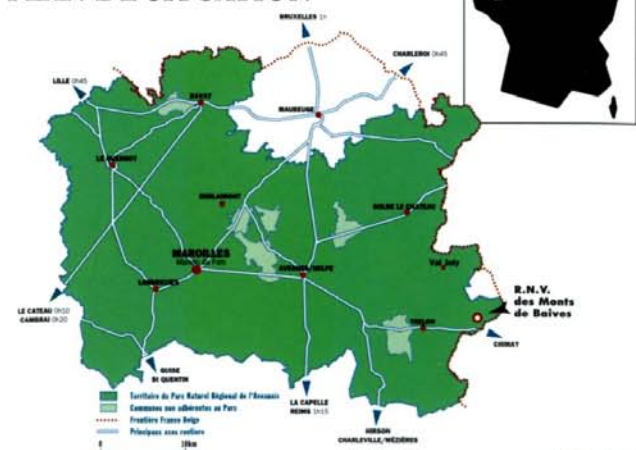 BRUXELLES 1h
CHARLEROI 0h45
LILLE 0h45
BAVAY
MAUBEUGE
LE QUESNOY
BERLAIMONT
SOLRE LE CHATEAU
MAROILLES
Maison du Parc
AVESNES/HELPE
Val Joly
LANDRECIES
R.N.V.
des Monts
de Baives
LE CATEAU 0h10
CAMBRAI 0h20
TRELON
CHIMAY
GUISE
ST QUENTIN
Territoire du Parc Naturel Régional de l'Avesnois
Communes non adhérentes au Parc
Frontière France Belge
Principaux axes routiers
0 10km
LA CAPELLE
REIMS 1h15
HIRSON
CHARLEVILLE/MÉZIÈRES